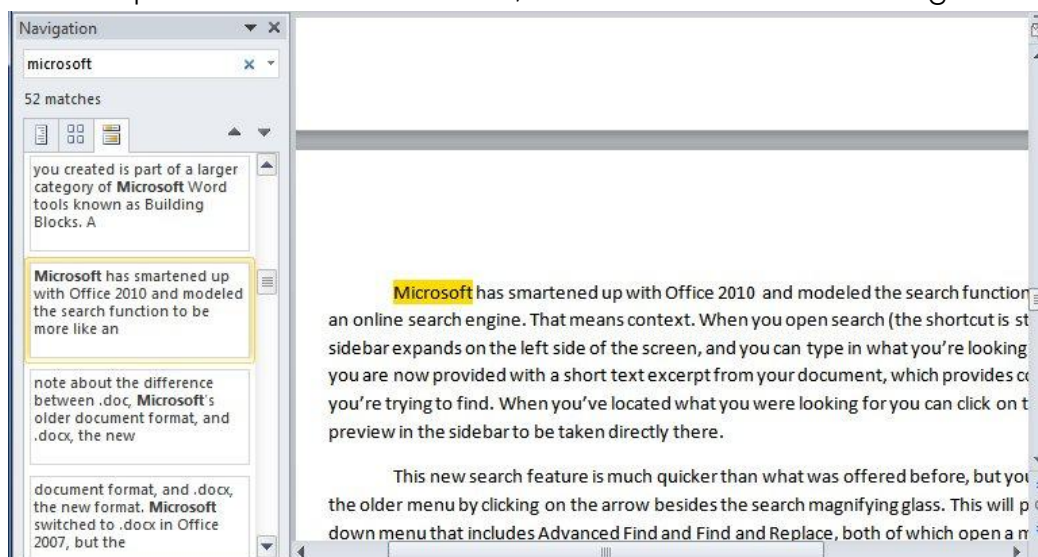 Navigation
microsoft
52 matches
you created is part of a larger
category of Microsoft Word
tools known as Building
Blocks. A
Microsoft has smartened up
with Office 2010 and modeled
the search function to be
more like an
note about the difference
between .doc, Microsoft's
older document format, and
.docx, the new
document format, and .docx,
the new format. Microsoft
switched to .docx in Office
2007, but the
Microsoft has smartened up with Office 2010 and modeled the search function
an online search engine. That means context. When you open search (the shortcut is st
sidebar expands on the left side of the screen, and you can type in what you're looking
you are now provided with a short text excerpt from your document, which provides
you're trying to find. When you've located what you were looking for you can click on t
preview in the sidebar to be taken directly there.
This new search feature is much quicker than what was offered before, but you
the older menu by clicking on the arrow besides the search magnifying glass. This will p
down menu that includes Advanced Find and Find and Replace, both of which open a